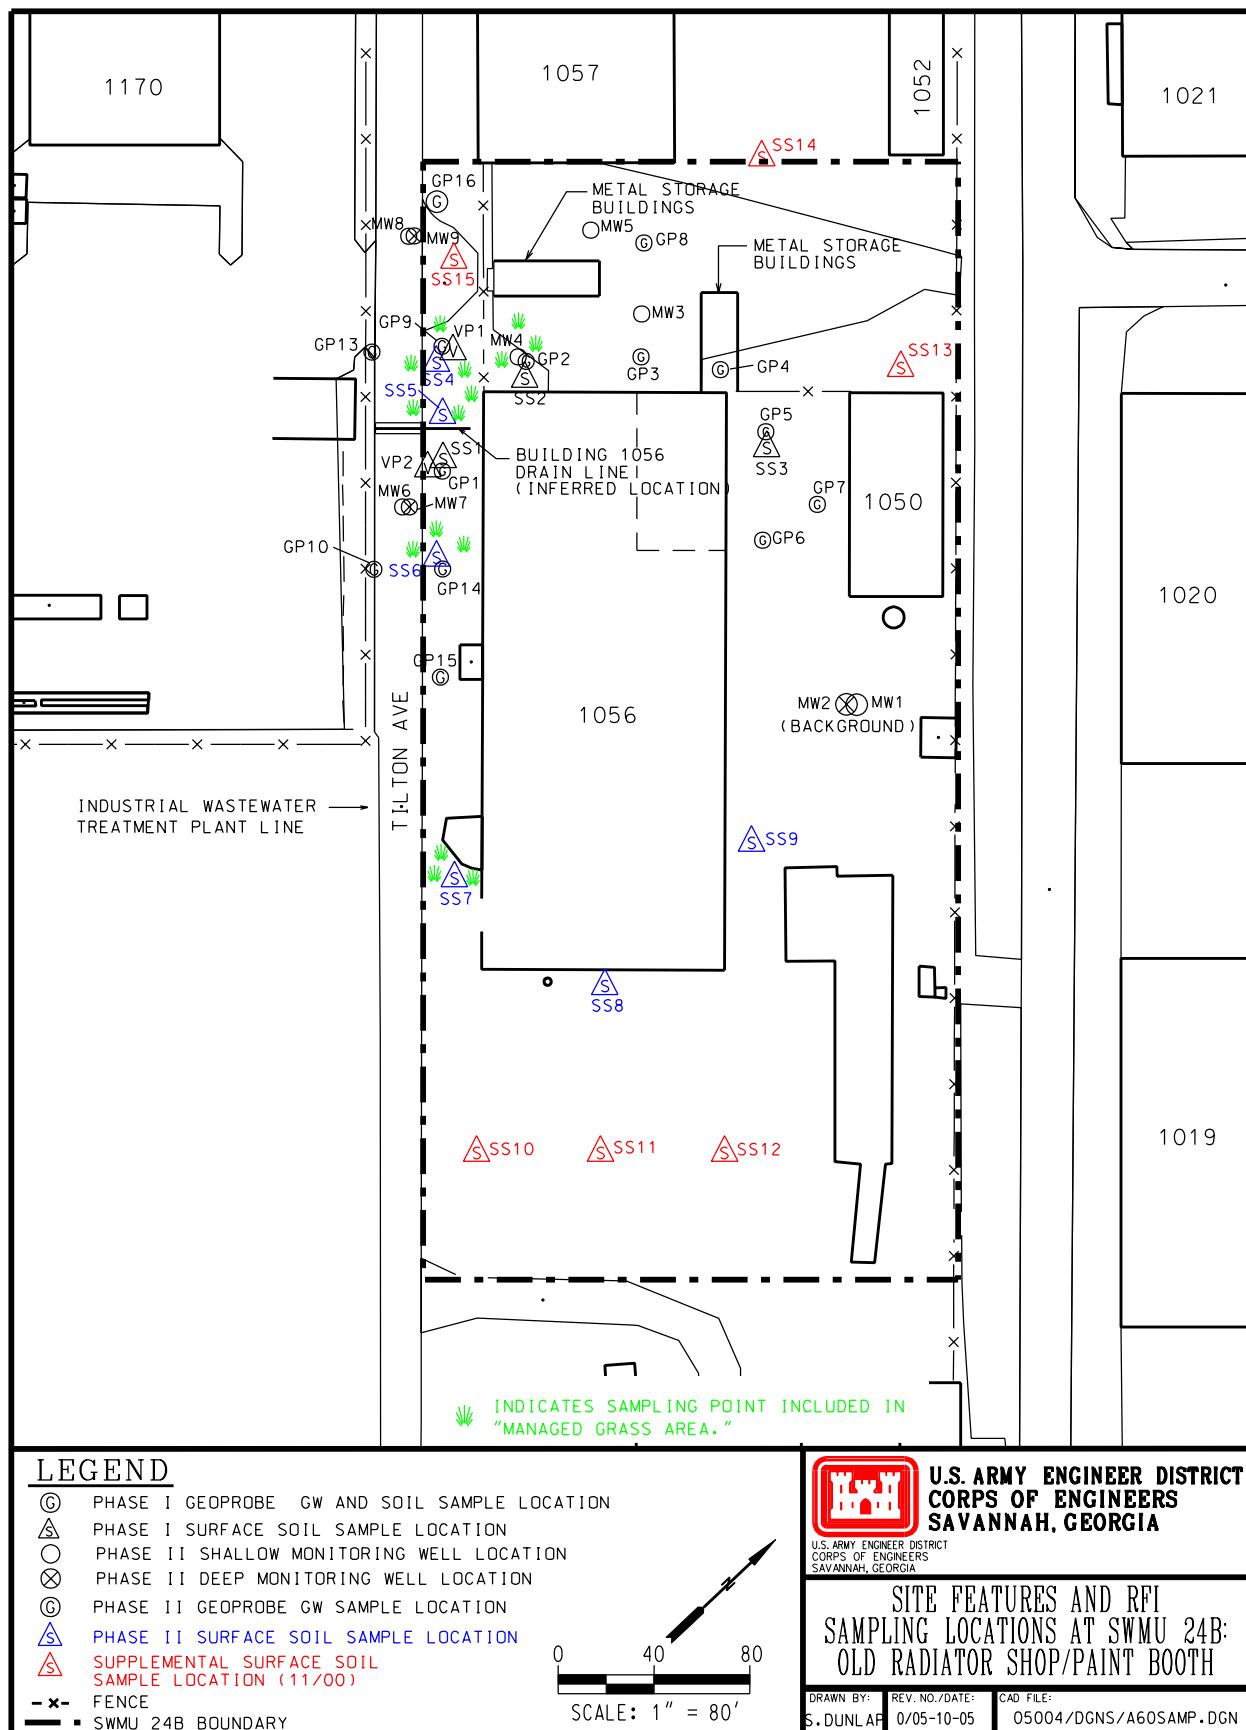 1170
1057
1052
1021
SS14
GP16
METAL STORAGE
BUILDINGS
MW8
MW9
MW5
GP8
METAL STORAGE
BUILDINGS
SS15
GP9
VP1
MW3
GP13
MW4
GP2
GP3
GP4
SS13
SS4
SS2
SS5
GP5
SS1
SS3
BUILDING 1056
DRAIN LINE
(INFERRED LOCATION)
VP2
GP1
MW6
MW7
GP7
1050
GP10
SS6
GP6
GP14
1020
GP15
1056
MW2
MW1
(BACKGROUND)
TILTON AVE
INDUSTRIAL WASTEWATER
TREATMENT PLANT LINE
SS9
SS7
SS8
SS10
SS11
SS12
1019
INDICATES SAMPLING POINT INCLUDED IN
"MANAGED GRASS AREA."
LEGEND
G PHASE I GEOPROBE GW AND SOIL SAMPLE LOCATION
S PHASE I SURFACE SOIL SAMPLE LOCATION
PHASE II SHALLOW MONITORING WELL LOCATION
PHASE II DEEP MONITORING WELL LOCATION
G PHASE II GEOPROBE GW SAMPLE LOCATION
S PHASE II SURFACE SOIL SAMPLE LOCATION
S SUPPLEMENTAL SURFACE SOIL
SAMPLE LOCATION (11/00)
FENCE
SWMU 24B BOUNDARY
N
0 40 80
SCALE: 1" = 80'
U.S. ARMY ENGINEER DISTRICT
CORPS OF ENGINEERS
SAVANNAH, GEORGIA
U.S. ARMY ENGINEER DISTRICT
CORPS OF ENGINEERS
SAVANNAH, GEORGIA
SITE FEATURES AND RFI
SAMPLING LOCATIONS AT SWMU 24B:
OLD RADIATOR SHOP/PAINT BOOTH
DRAWN BY:
S. DUNLAP
REV. NO./DATE:
0/05-10-05
CAD FILE:
05004/DGNS/A60SAMP.DGN